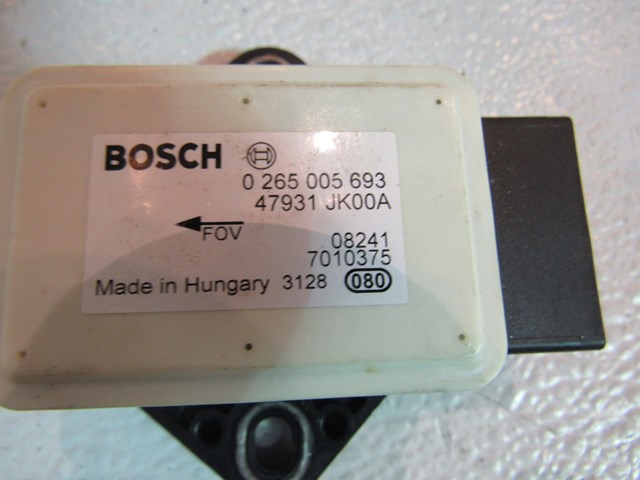 BOSCH
0 265 005 693
47931 JK00A
FOV
08241
7010375
Made in Hungary 3128 080